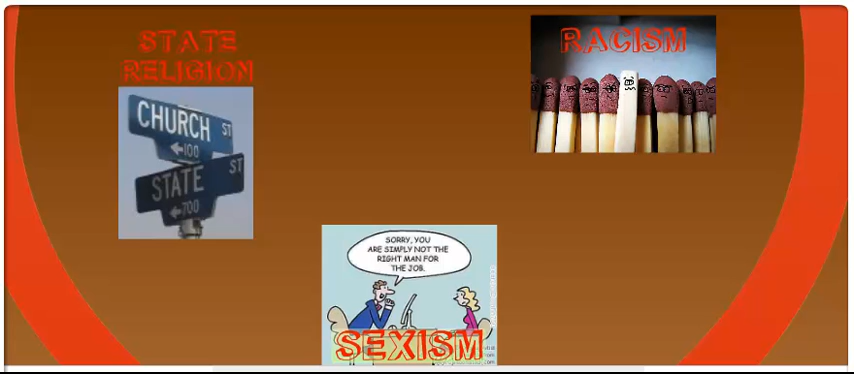 STATE
RELIGION
RACISM
CHURCH ST
←100
STATE ST
←700
SORRY, YOU
ARE SIMPLY NOT THE
RIGHT MAN FOR
THE JOB.
SEXISM